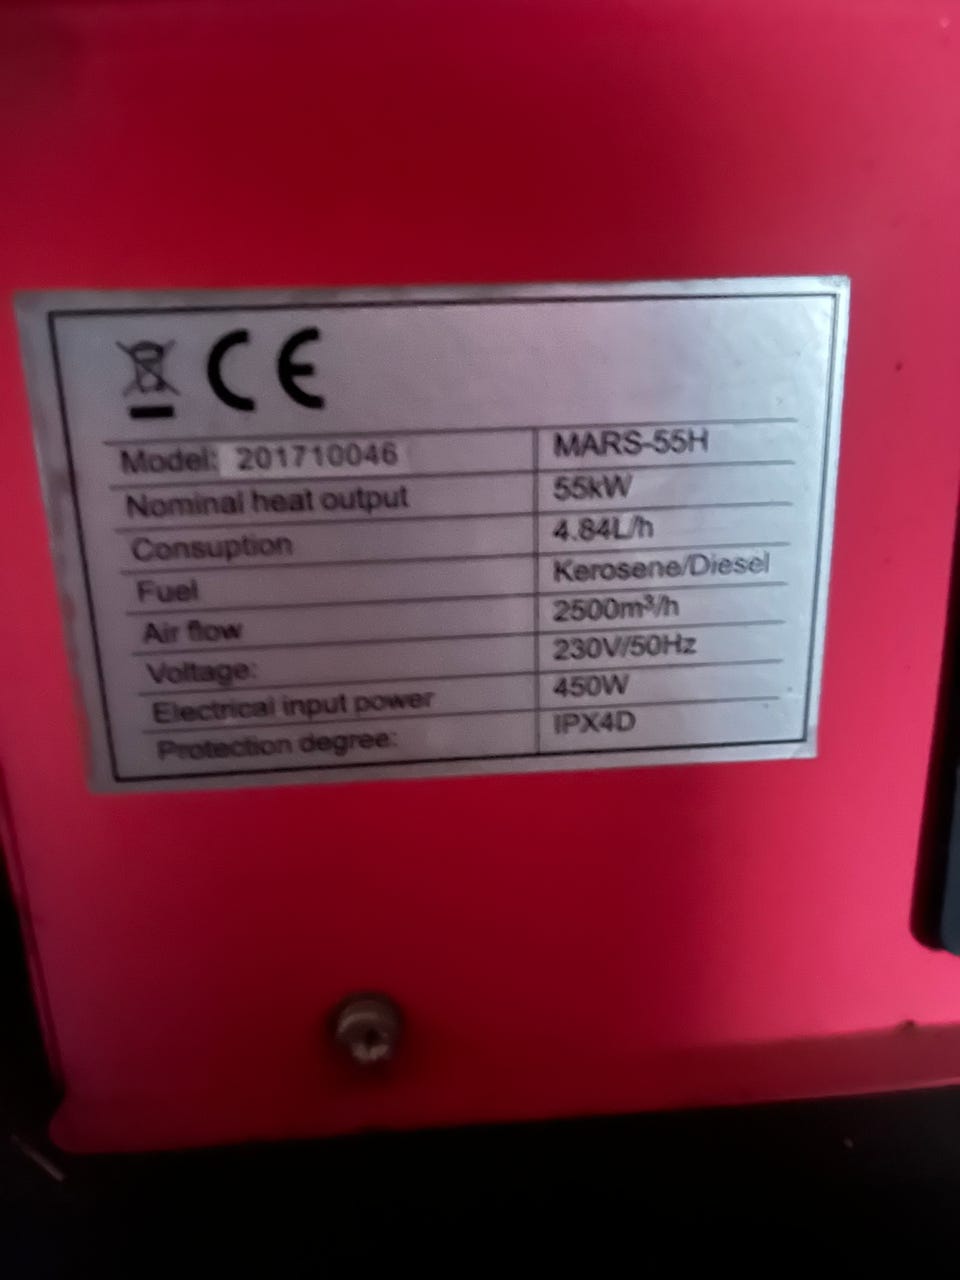 CE
Model: 201710046 MARS-55H
Nominal heat output 55kW
Consuption 4.84L/h
Fuel Kerosene/Diesel
Air flow 2500m³/h
Voltage: 230V/50Hz
Electrical input power 450W
Protection degree: IPX4D